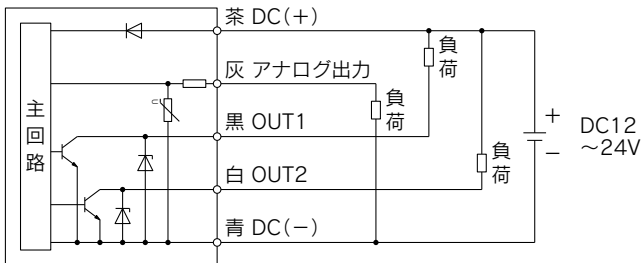 茶 DC(+)
灰 アナログ出力
黒 OUT1
白 OUT2
青 DC(−)
主回路
負荷
負荷
負荷
+
−
DC12
~24V
U